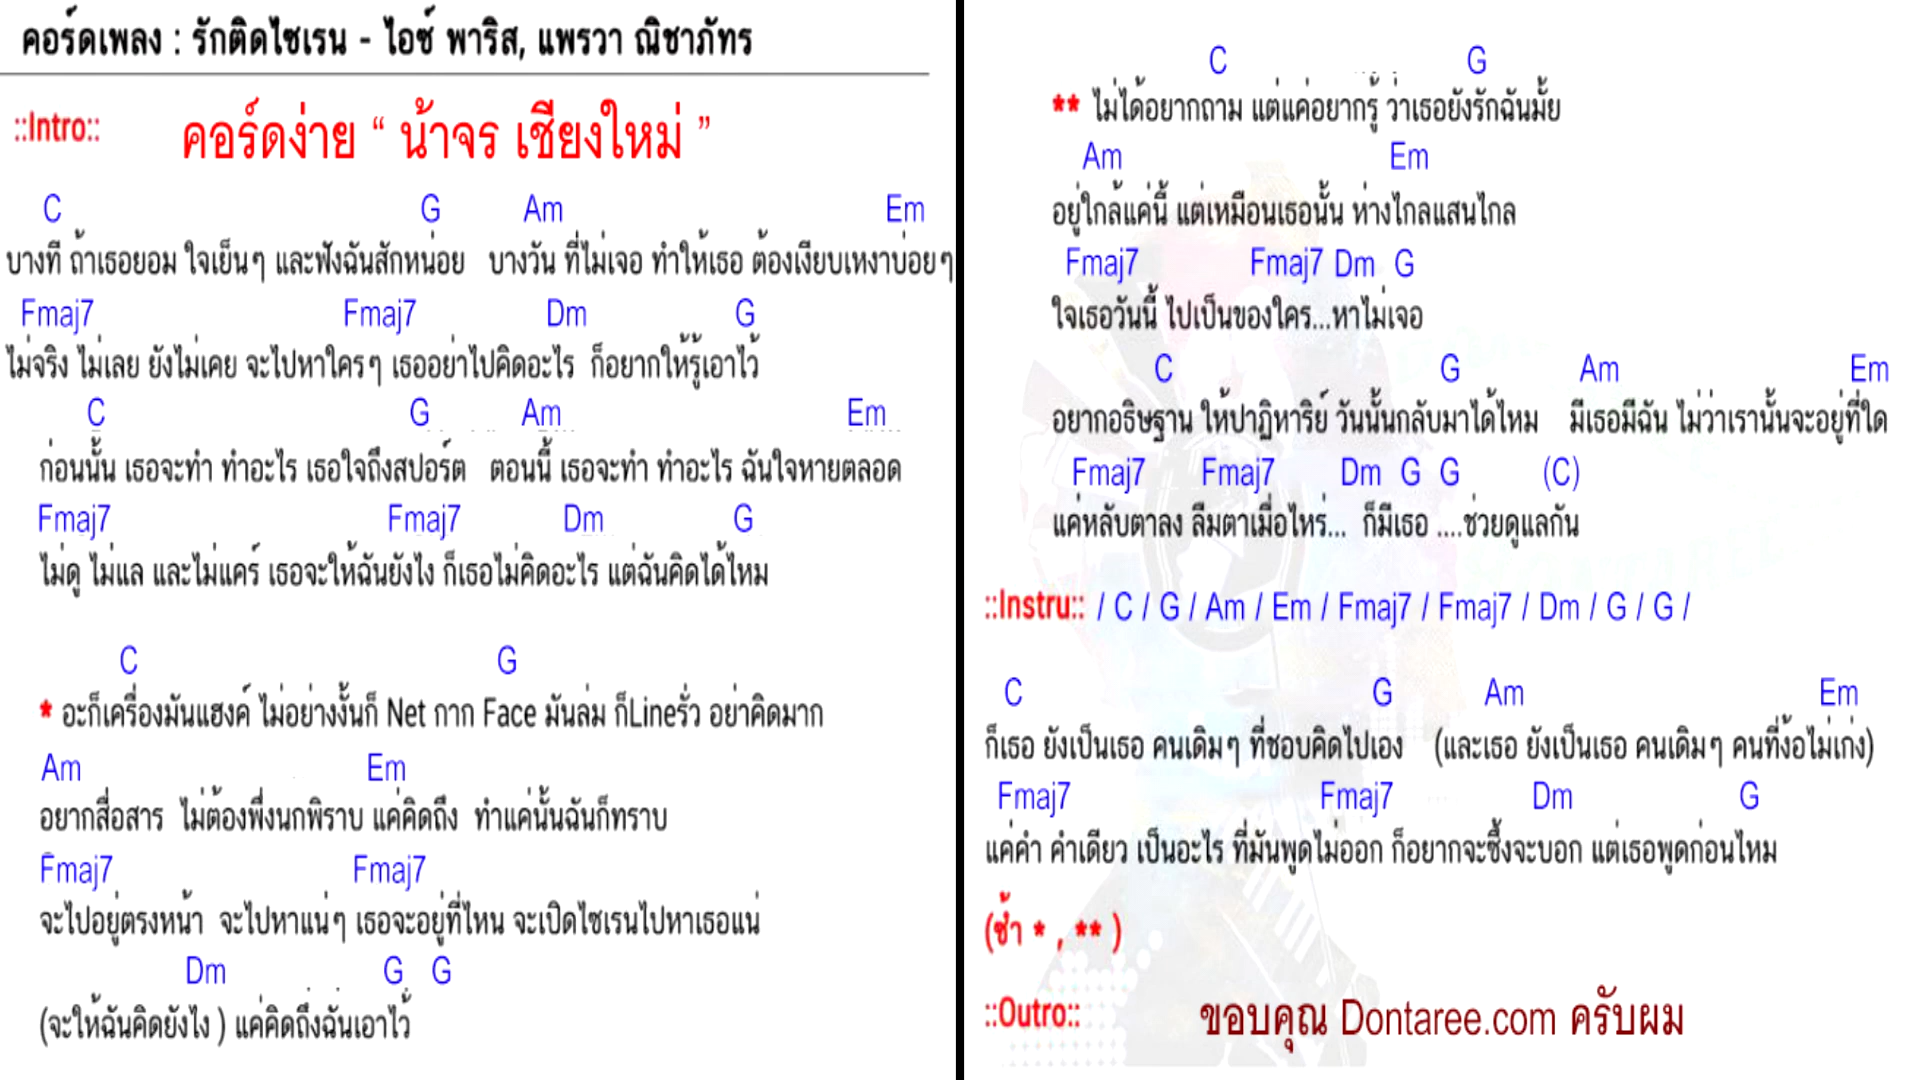 คอร์ดเพลง : รักติดไซเรน - ไอซ์ พาริส, แพรวา ณิชาภัทร
::Intro:: คอร์ดง่าย “ น้าจร เชียงใหม่ ”
C G Am Em
บางที ถ้าเธอยอม ใจเย็นๆ และฟังฉันสักหน่อย บางวัน ที่ไม่เจอ ทำให้เธอ ต้องเงียบเหงาบ่อยๆ
Fmaj7 Fmaj7 Dm G
ไม่จริง ไม่เลย ยังไม่เคย จะไปหาใครๆ เธออย่าไปคิดอะไร ก็อยากให้รู้เอาไว้
C G Am Em
ก่อนนั้น เธอจะทำ ทำอะไร เธอใจถึงสปอร์ต ตอนนี้ เธอจะทำ ทำอะไร ฉันใจหายตลอด
Fmaj7 Fmaj7 Dm G
ไม่ดู ไม่แล และไม่แคร์ เธอจะให้ฉันยังไง ก็เธอไม่คิดอะไร แต่ฉันคิดได้ไหม
C G
* อะก็เครื่องมันแฮงค์ ไม่อย่างงั้นก็ Net กาก Face มันล่ม ก็Lineรั่ว อย่าคิดมาก
Am Em
อยากสื่อสาร ไม่ต้องพึ่งนกพิราบ แค่คิดถึง ทำแค่นั้นฉันก็ทราบ
Fmaj7 Fmaj7
จะไปอยู่ตรงหน้า จะไปหาแน่ๆ เธอจะอยู่ที่ไหน จะเปิดไซเรนไปหาเธอแน่
Dm G G
(จะให้ฉันคิดยังไง ) แค่คิดถึงฉันเอาไว้
C G
** ไม่ได้อยากถาม แต่แค่อยากรู้ ว่าเธอยังรักฉันมั้ย
Am Em
อยู่ใกล้แค่นี้ แต่เหมือนเธอนั้น ห่างไกลแสนไกล
Fmaj7 Fmaj7 Dm G
ใจเธอวันนี้ ไปเป็นของใคร...หาไม่เจอ
C G Am Em
อยากอธิษฐาน ให้ปาฏิหาริย์ วันนั้นกลับมาได้ไหม มีเธอมีฉัน ไม่ว่าเรานั้นจะอยู่ที่ใด
Fmaj7 Fmaj7 Dm G G (C)
แค่หลับตาลง ลืมตาเมื่อไหร่... ก็มีเธอ ....ช่วยดูแลกัน
::Instru:: / C / G / Am / Em / Fmaj7 / Fmaj7 / Dm / G / G /
C G Am Em
ก็เธอ ยังเป็นเธอ คนเดิมๆ ที่ชอบคิดไปเอง (และเธอ ยังเป็นเธอ คนเดิมๆ คนที่ง้อไม่เก่ง)
Fmaj7 Fmaj7 Dm G
แค่คำ คำเดียว เป็นอะไร ที่มันพูดไม่ออก ก็อยากจะซึ้งจะบอก แต่เธอพูดก่อนไหม
(ซ้ำ * , ** )
::Outro:: ขอบคุณ Dontaree.com ครับผม